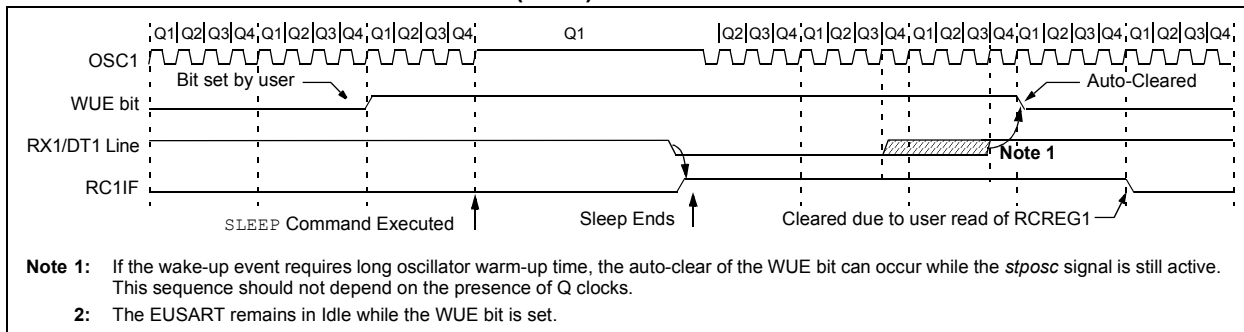 Q1 Q2 Q3 Q4 Q1 Q2 Q3 Q4 Q1 Q2 Q3 Q4 Q1 Q2 Q3 Q4 Q1 Q2 Q3 Q4 Q1 Q2 Q3 Q4 Q1 Q2 Q3 Q4 Q1 Q2 Q3 Q4
OSC1
Bit set by user
Auto-Cleared
WUE bit
RX1/DT1 Line
Note 1
RC1IF
SLEEP Command Executed
Sleep Ends
Cleared due to user read of RCREG1
Note 1: If the wake-up event requires long oscillator warm-up time, the auto-clear of the WUE bit can occur while the stposc signal is still active.
This sequence should not depend on the presence of Q clocks.
2: The EUSART remains in Idle while the WUE bit is set.